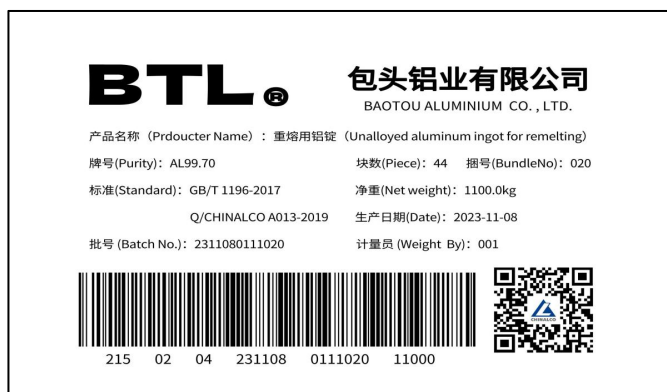 BTL®
包头铝业有限公司
BAOTOU ALUMINIUM CO., LTD.
产品名称（Prdoucter Name）：重熔用铝锭（Unalloyed aluminum ingot for remelting）
牌号(Purity)：AL99.70
块数(Piece)：44 捆号(BundleNo)：020
标准(Standard)：GB/T 1196-2017
净重(Net weight)：1100.0kg
Q/CHINALCO A013-2019
生产日期(Date)：2023-11-08
批号 (Batch No.)：2311080111020
计量员 (Weight By)：001
CHINALCO
215 02 04 231108 0111020 11000